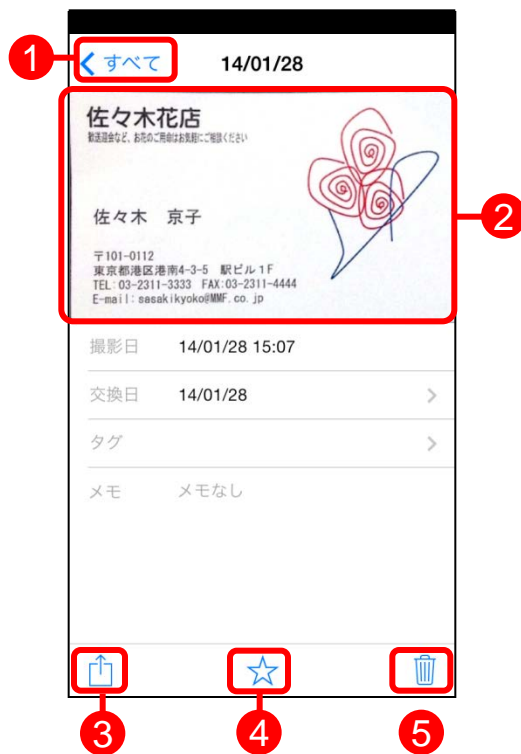 1
すべて
14/01/28
佐々木花店
歓送迎会など、お花のご用命はお気軽にご相談ください
佐々木 京子
〒101-0112
東京都港区港南4-3-5 駅ビル1F
TEL:03-2311-3333 FAX:03-2311-4444
E-mail:sasakikyoko@MMF.co.jp
2
撮影日 14/01/28 15:07
交換日 14/01/28
タグ
メモ メモなし
3
4
5